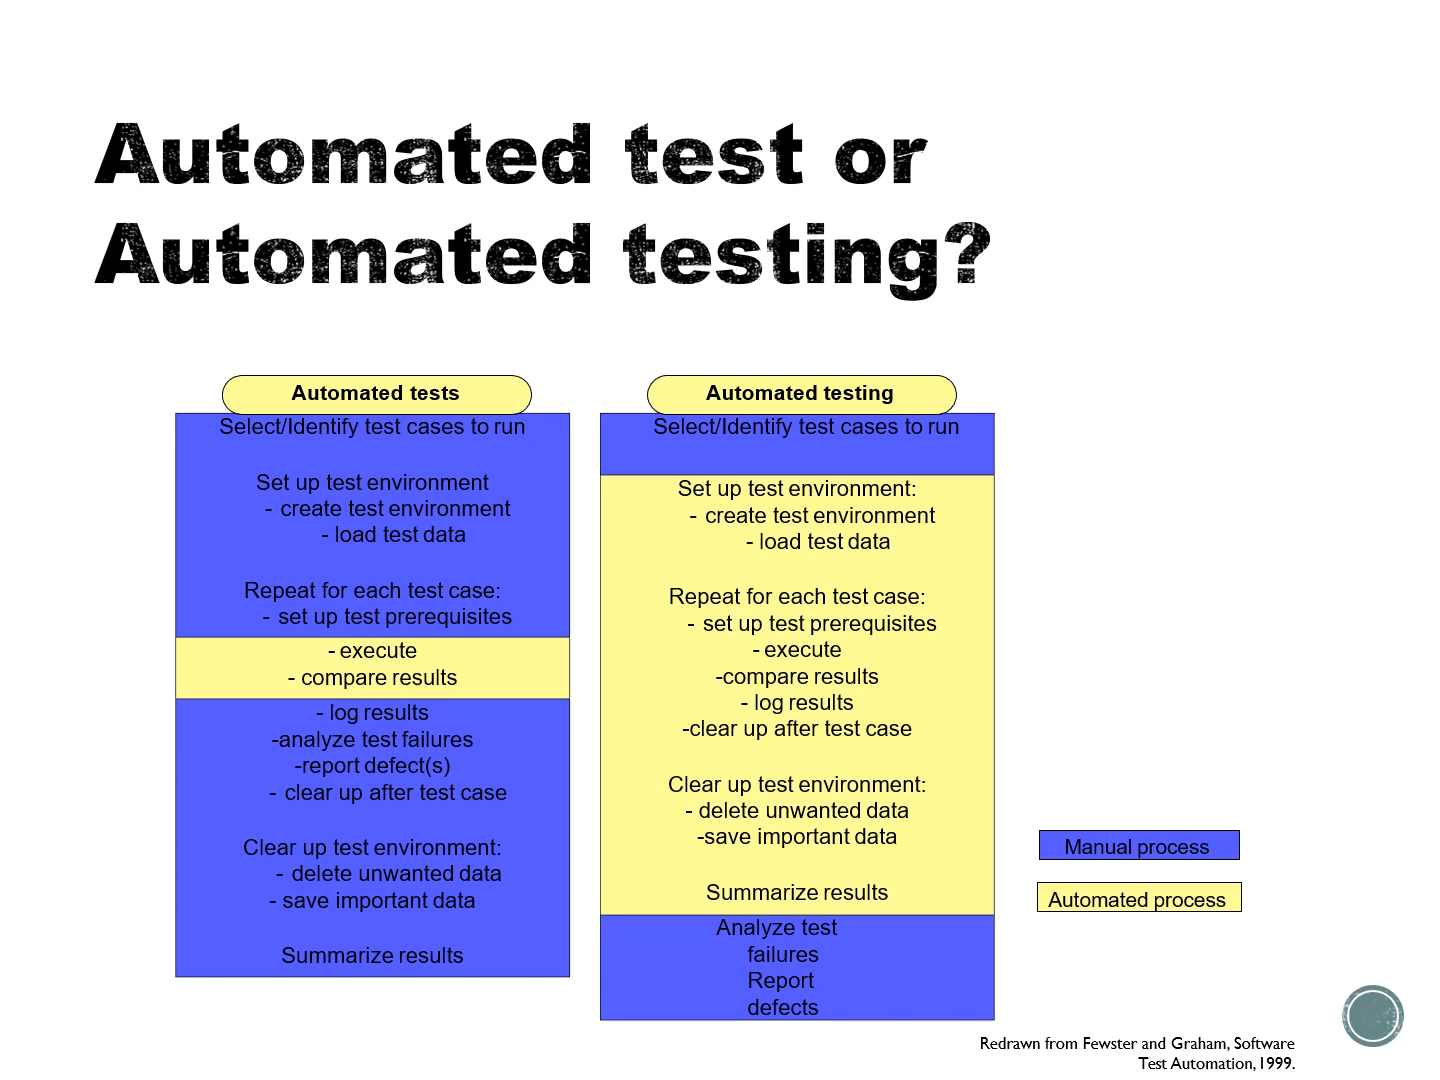 Automated test or
Automated testing?
Automated tests
Select/Identify test cases to run
Set up test environment
- create test environment
- load test data
Repeat for each test case:
- set up test prerequisites
- execute
- compare results
- log results
-analyze test failures
-report defect(s)
- clear up after test case
Clear up test environment:
- delete unwanted data
- save important data
Summarize results
Automated testing
Select/Identify test cases to run
Set up test environment:
- create test environment
- load test data
Repeat for each test case:
- set up test prerequisites
- execute
-compare results
- log results
-clear up after test case
Clear up test environment:
- delete unwanted data
-save important data
Summarize results
Analyze test
failures
Report
defects
Manual process
Automated process
Redrawn from Fewster and Graham, Software
Test Automation, 1999.